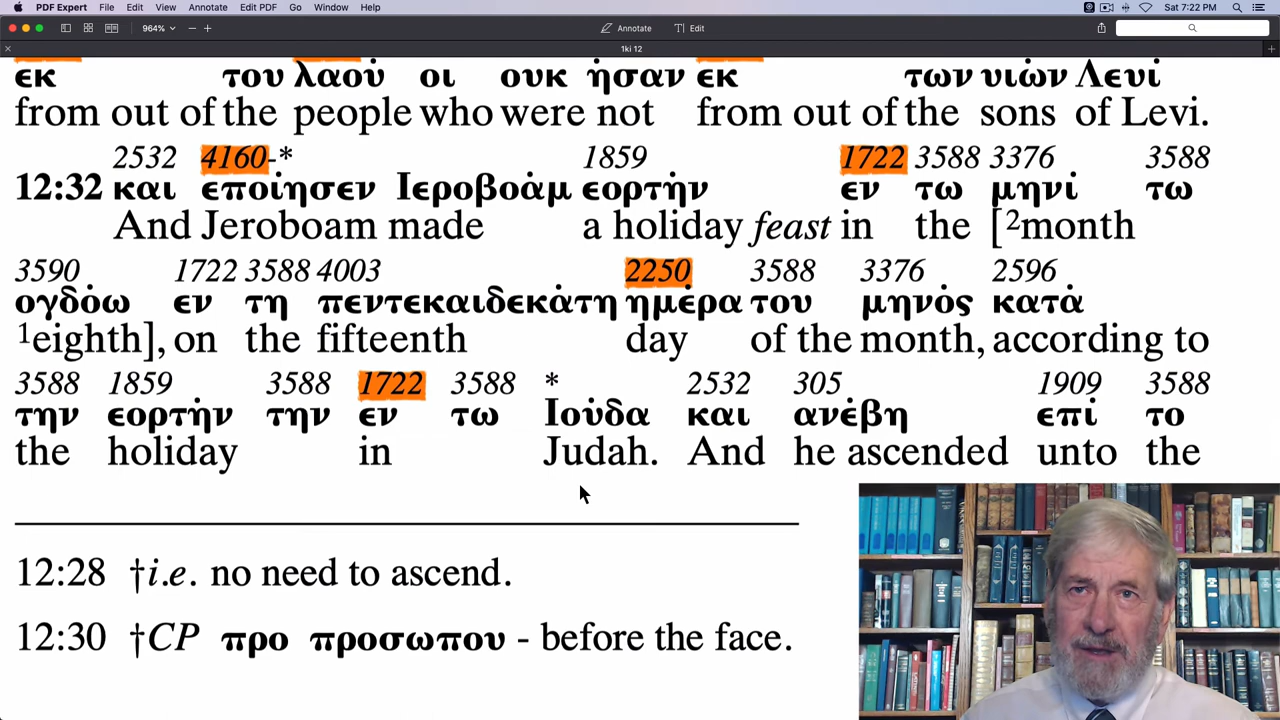 PDF Expert File Edit View Annotate Edit PDF Go Window Help Sat 7:22 PM
964% Annotate Edit
1ki 12
εκ του λαού οι ουκ ήσαν εκ των υιών Λευί
from out of the people who were not from out of the sons of Levi.
2532 4160-* 1859 1722 3588 3376 3588
12:32 και εποίησεν Ιεροβοάμ εορτήν εν τω μηνί τω
And Jeroboam made a holiday feast in the [2month
3590 1722 3588 4003 2250 3588 3376 2596
ογδόω εν τη πεντεκαιδεκάτη ημέρα του μηνός κατά
1eighth], on the fifteenth day of the month, according to
3588 1859 3588 1722 3588 * 2532 305 1909 3588
την εορτήν την εν τω Ιούδα και ανέβη επί το
the holiday in Judah. And he ascended unto the
12:28 †i.e. no need to ascend.
12:30 †CP προ προσωπου - before the face.